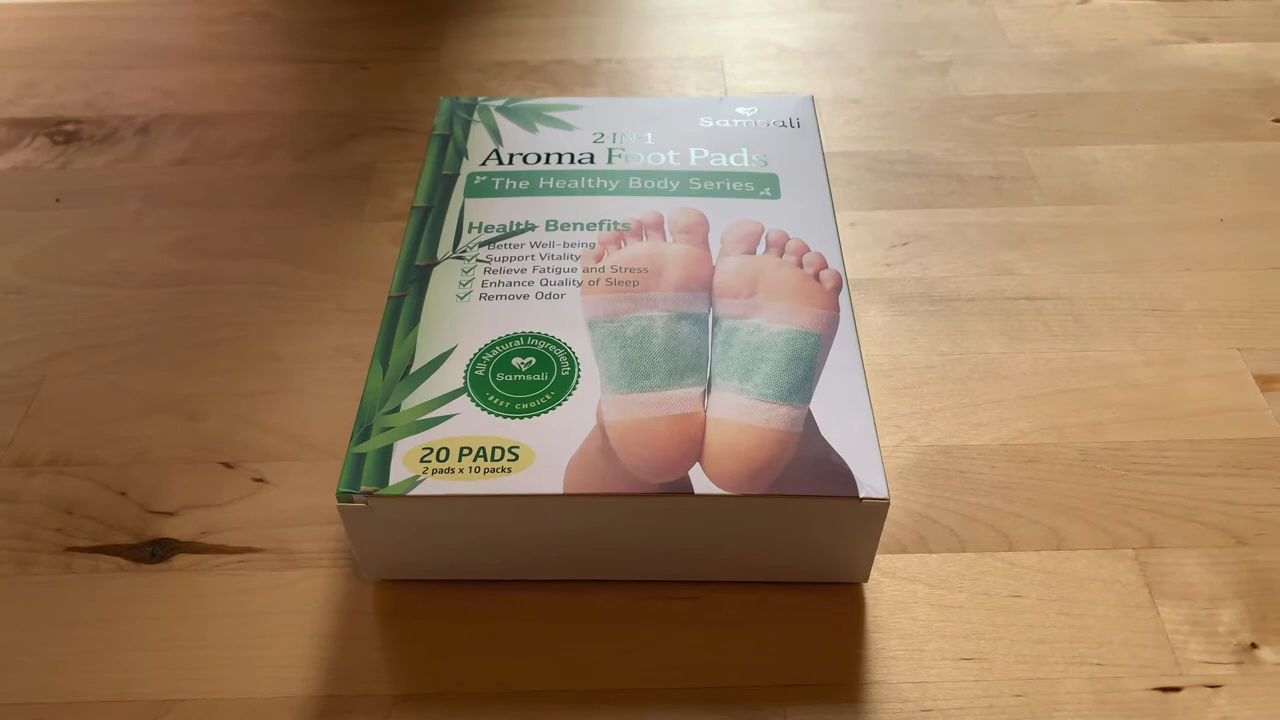 Samsali
2-IN-1
Aroma Foot Pads
The Healthy Body Series
Health Benefits
Better Well-being
Support Vitality
Relieve Fatigue and Stress
Enhance Quality of Sleep
Remove Odor
All-Natural Ingredients
Samsali
• BEST CHOICE •
20 PADS
2 pads x 10 packs